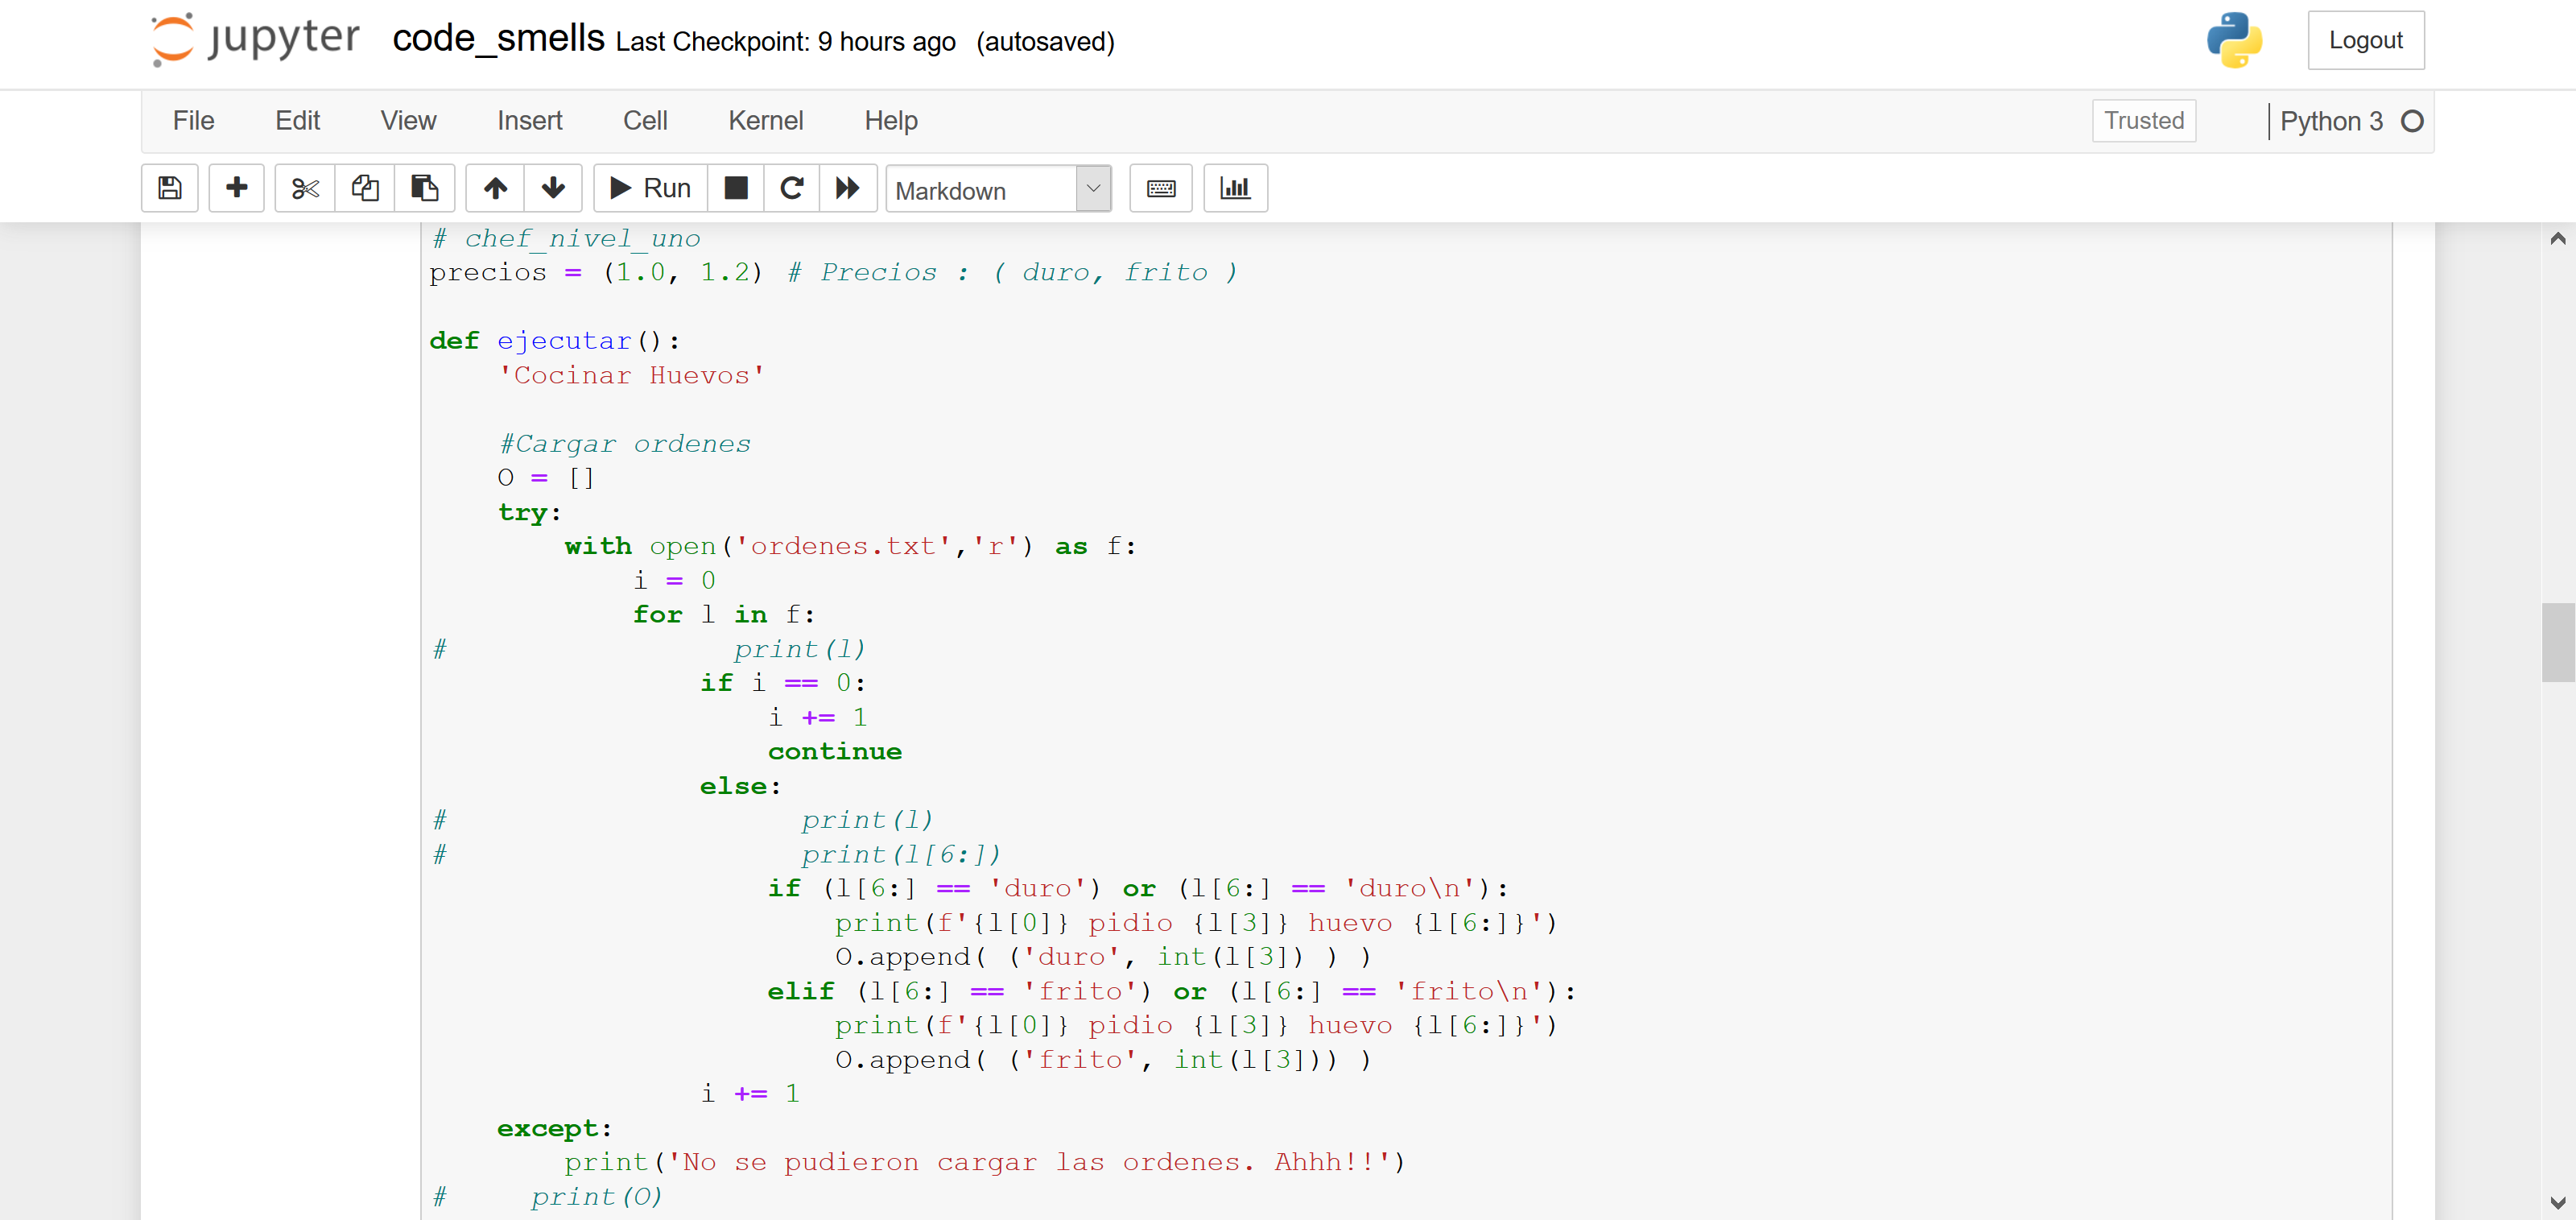 jupyter code_smells Last Checkpoint: 9 hours ago (autosaved) Logout
File Edit View Insert Cell Kernel Help Trusted Python 3
Run Markdown
# chef_nivel_uno
precios = (1.0, 1.2) # Precios : ( duro, frito )
def ejecutar():
    'Cocinar Huevos'
    #Cargar ordenes
    O = []
    try:
        with open('ordenes.txt','r') as f:
            i = 0
            for l in f:
#                 print(l)
                if i == 0:
                    i += 1
                    continue
                else:
#                     print(l)
#                     print(l[6:])
                    if (l[6:] == 'duro') or (l[6:] == 'duro\n'):
                        print(f'{l[0]} pidio {l[3]} huevo {l[6:]}')
                        O.append( ('duro', int(l[3]) ) )
                    elif (l[6:] == 'frito') or (l[6:] == 'frito\n'):
                        print(f'{l[0]} pidio {l[3]} huevo {l[6:]}')
                        O.append( ('frito', int(l[3])) )
                i += 1
    except:
        print('No se pudieron cargar las ordenes. Ahhh!!')
#     print(O)